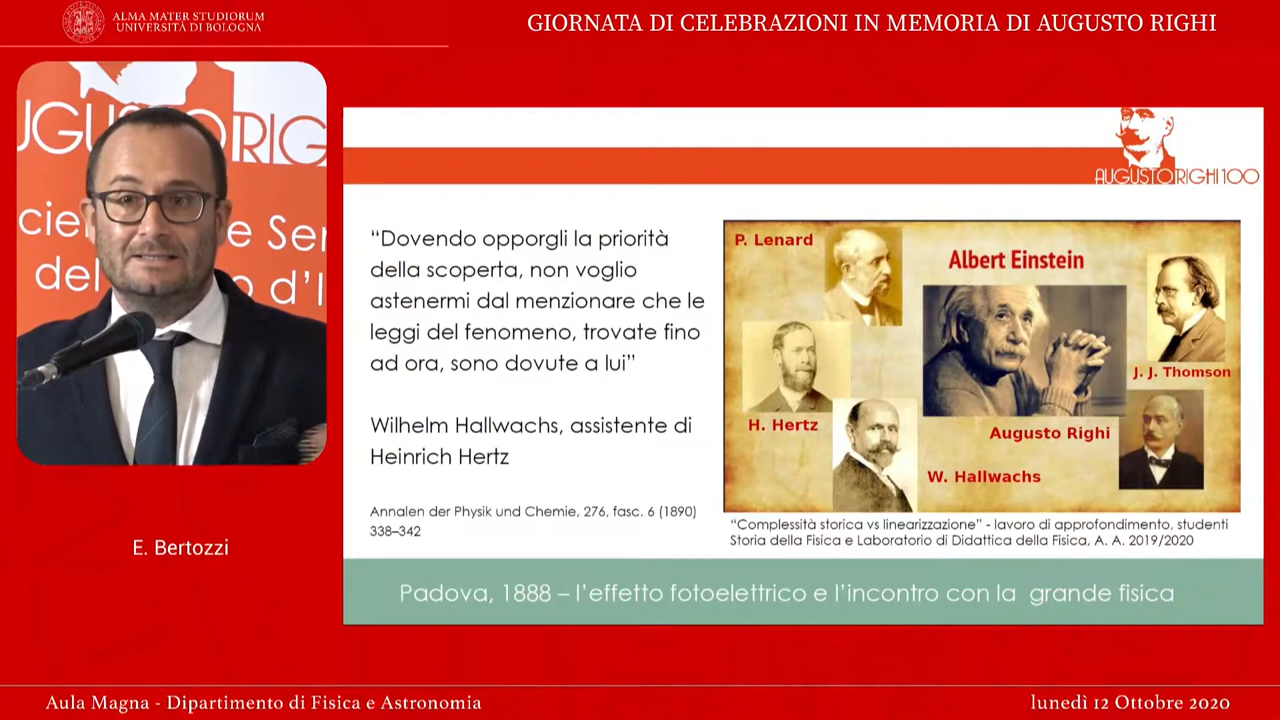 ALMA MATER STUDIORUM
UNIVERSITÀ DI BOLOGNA
GIORNATA DI CELEBRAZIONI IN MEMORIA DI AUGUSTO RIGHI
AUGUSTO RIGHI 100
“Dovendo opporgli la priorità
della scoperta, non voglio
astenermi dal menzionare che le
leggi del fenomeno, trovate fino
ad ora, sono dovute a lui”
Wilhelm Hallwachs, assistente di
Heinrich Hertz
Annalen der Physik und Chemie, 276, fasc. 6 (1890)
338–342
P. Lenard
Albert Einstein
J. J. Thomson
H. Hertz
Augusto Righi
W. Hallwachs
“Complessità storica vs linearizzazione” - lavoro di approfondimento, studenti
Storia della Fisica e Laboratorio di Didattica della Fisica, A. A. 2019/2020
Padova, 1888 – l’effetto fotoelettrico e l’incontro con la grande fisica
E. Bertozzi
Aula Magna - Dipartimento di Fisica e Astronomia
lunedì 12 Ottobre 2020